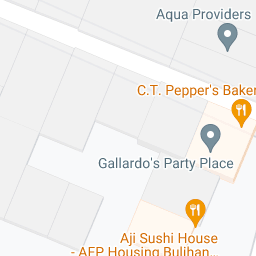 Aqua Providers
C.T. Pepper's Baker
Gallardo's Party Place
Aji Sushi House
- AFP Housing Bulihan...